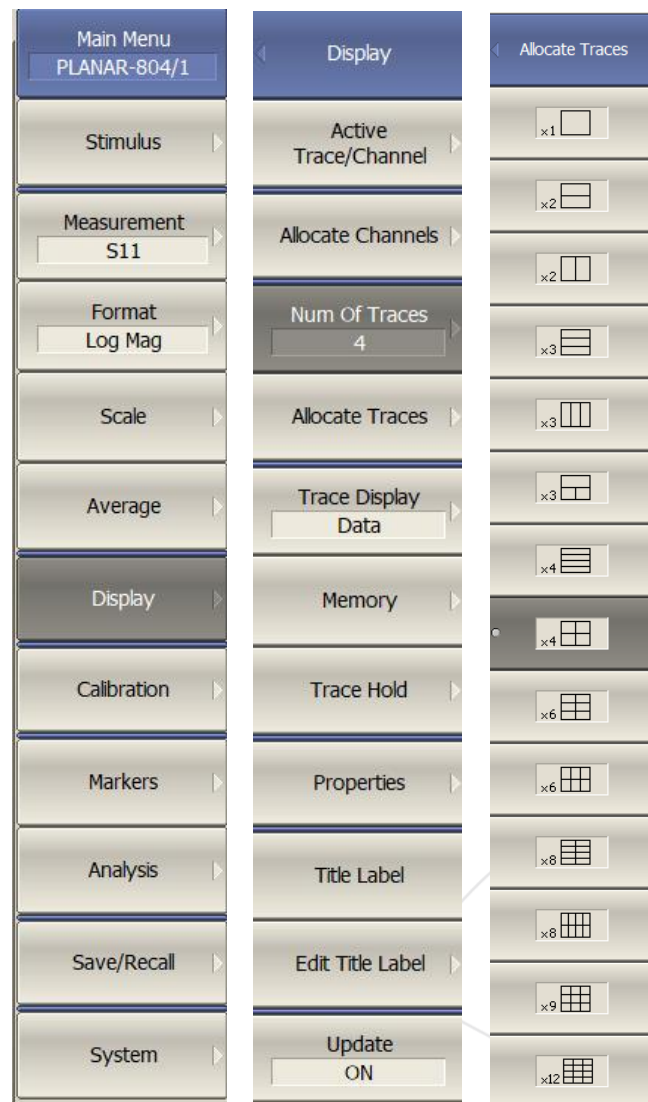 Main Menu
PLANAR-804/1
Stimulus
Measurement
S11
Format
Log Mag
Scale
Average
Display
Calibration
Markers
Analysis
Save/Recall
System
Display
Active
Trace/Channel
Allocate Channels
Num Of Traces
4
Allocate Traces
Trace Display
Data
Memory
Trace Hold
Properties
Title Label
Edit Title Label
Update
ON
Allocate Traces
x1
x2
x2
x3
x3
x3
x4
x4
x6
x6
x8
x8
x9
x12